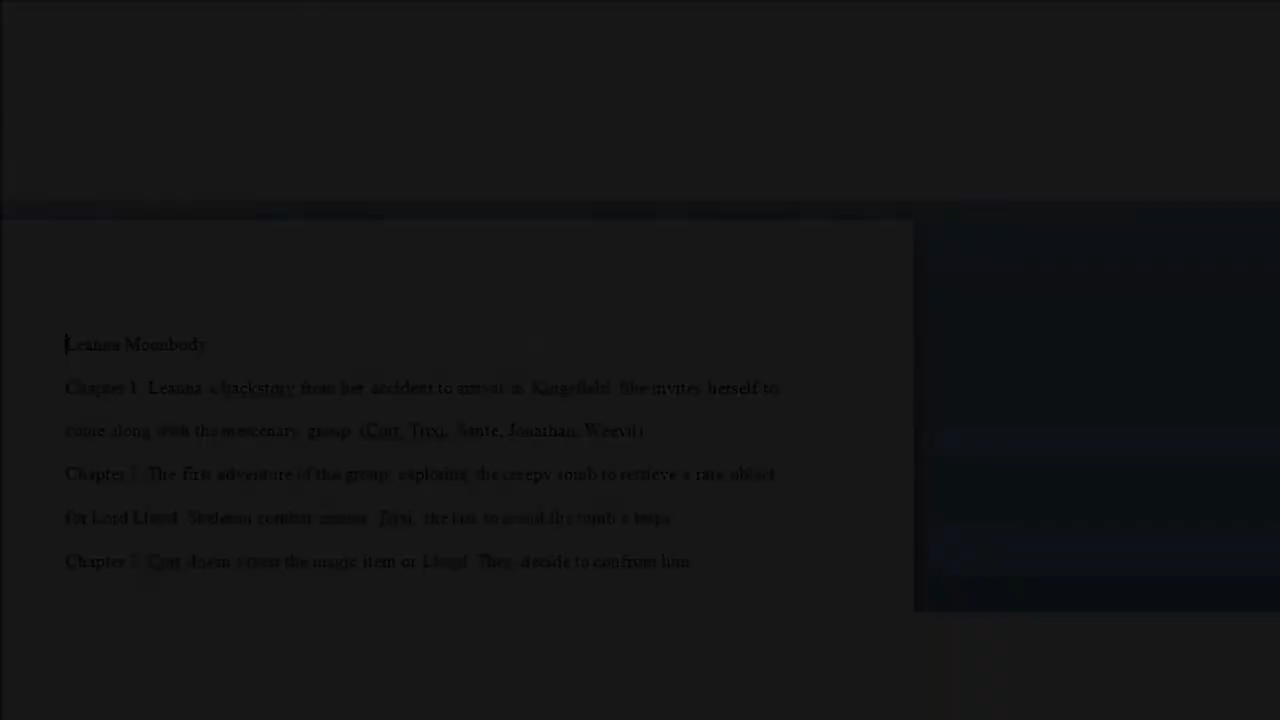 Leanna Moonbody
Chapter 1: Leanna's backstory from her accident to arrival in Kingsfield. She invites herself to
come along with the mercenary group. (Curt, Trixi, Sante, Jonathan, Weevil)
Chapter 2: The first adventure of the group, exploring the creepy tomb to retrieve a rare object
for Lord Lloyd. Skeleton combat ensues. Trixi, the key to avoid the tomb's traps.
Chapter 3: Curt doesn't trust the magic item or Lloyd. They decide to confront him.